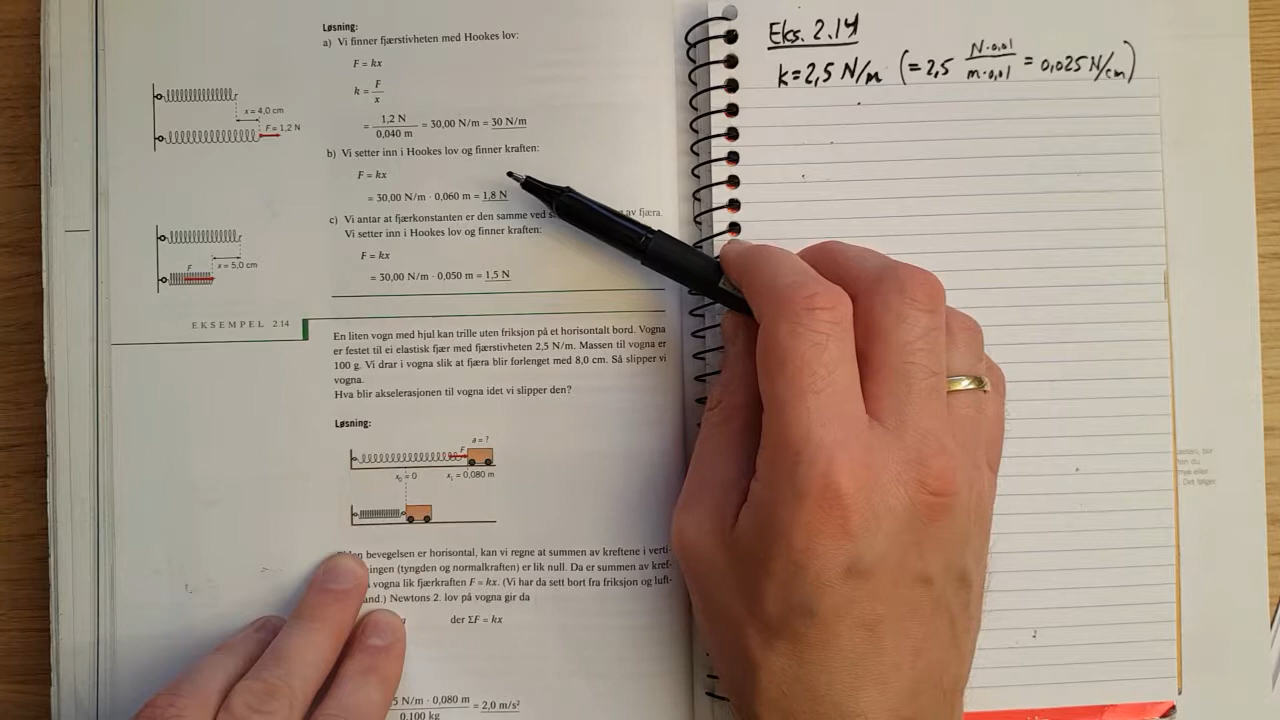 Løsning:
a) Vi finner fjærstivheten med Hookes lov:
F = kx
k = F/x
= 1,2 N / 0,040 m = 30,00 N/m = 30 N/m
b) Vi setter inn i Hookes lov og finner kraften:
F = kx
= 30,00 N/m · 0,060 m = 1,8 N
c) Vi antar at fjærkonstanten er den samme ved av fjæra.
Vi setter inn i Hookes lov og finner kraften:
F = kx
= 30,00 N/m · 0,050 m = 1,5 N
x = 4,0 cm
F = 1,2 N
F
x = 5,0 cm
EKSEMPEL 2.14
En liten vogn med hjul kan trille uten friksjon på et horisontalt bord. Vogna
er festet til ei elastisk fjær med fjærstivheten 2,5 N/m. Massen til vogna er
100 g. Vi drar i vogna slik at fjæra blir forlenget med 8,0 cm. Så slipper vi
vogna.
Hva blir akselerasjonen til vogna idet vi slipper den?
Løsning:
a = ?
F
x₀ = 0
x₁ = 0,080 m
bevegelsen er horisontal, kan vi regne at summen av kreftene i verti-
(tyngden og normalkraften) er lik null. Da er summen av kref-
vogna lik fjærkraften F = kx. (Vi har da sett bort fra friksjon og luft-
Newtons 2. lov på vogna gir da
der ΣF = kx
N/m · 0,080 m / 0,100 kg = 2,0 m/s²
Eks. 2.14
k = 2,5 N/m (= 2,5 N·0,01 / m·0,01 = 0,025 N/cm)
Det følger